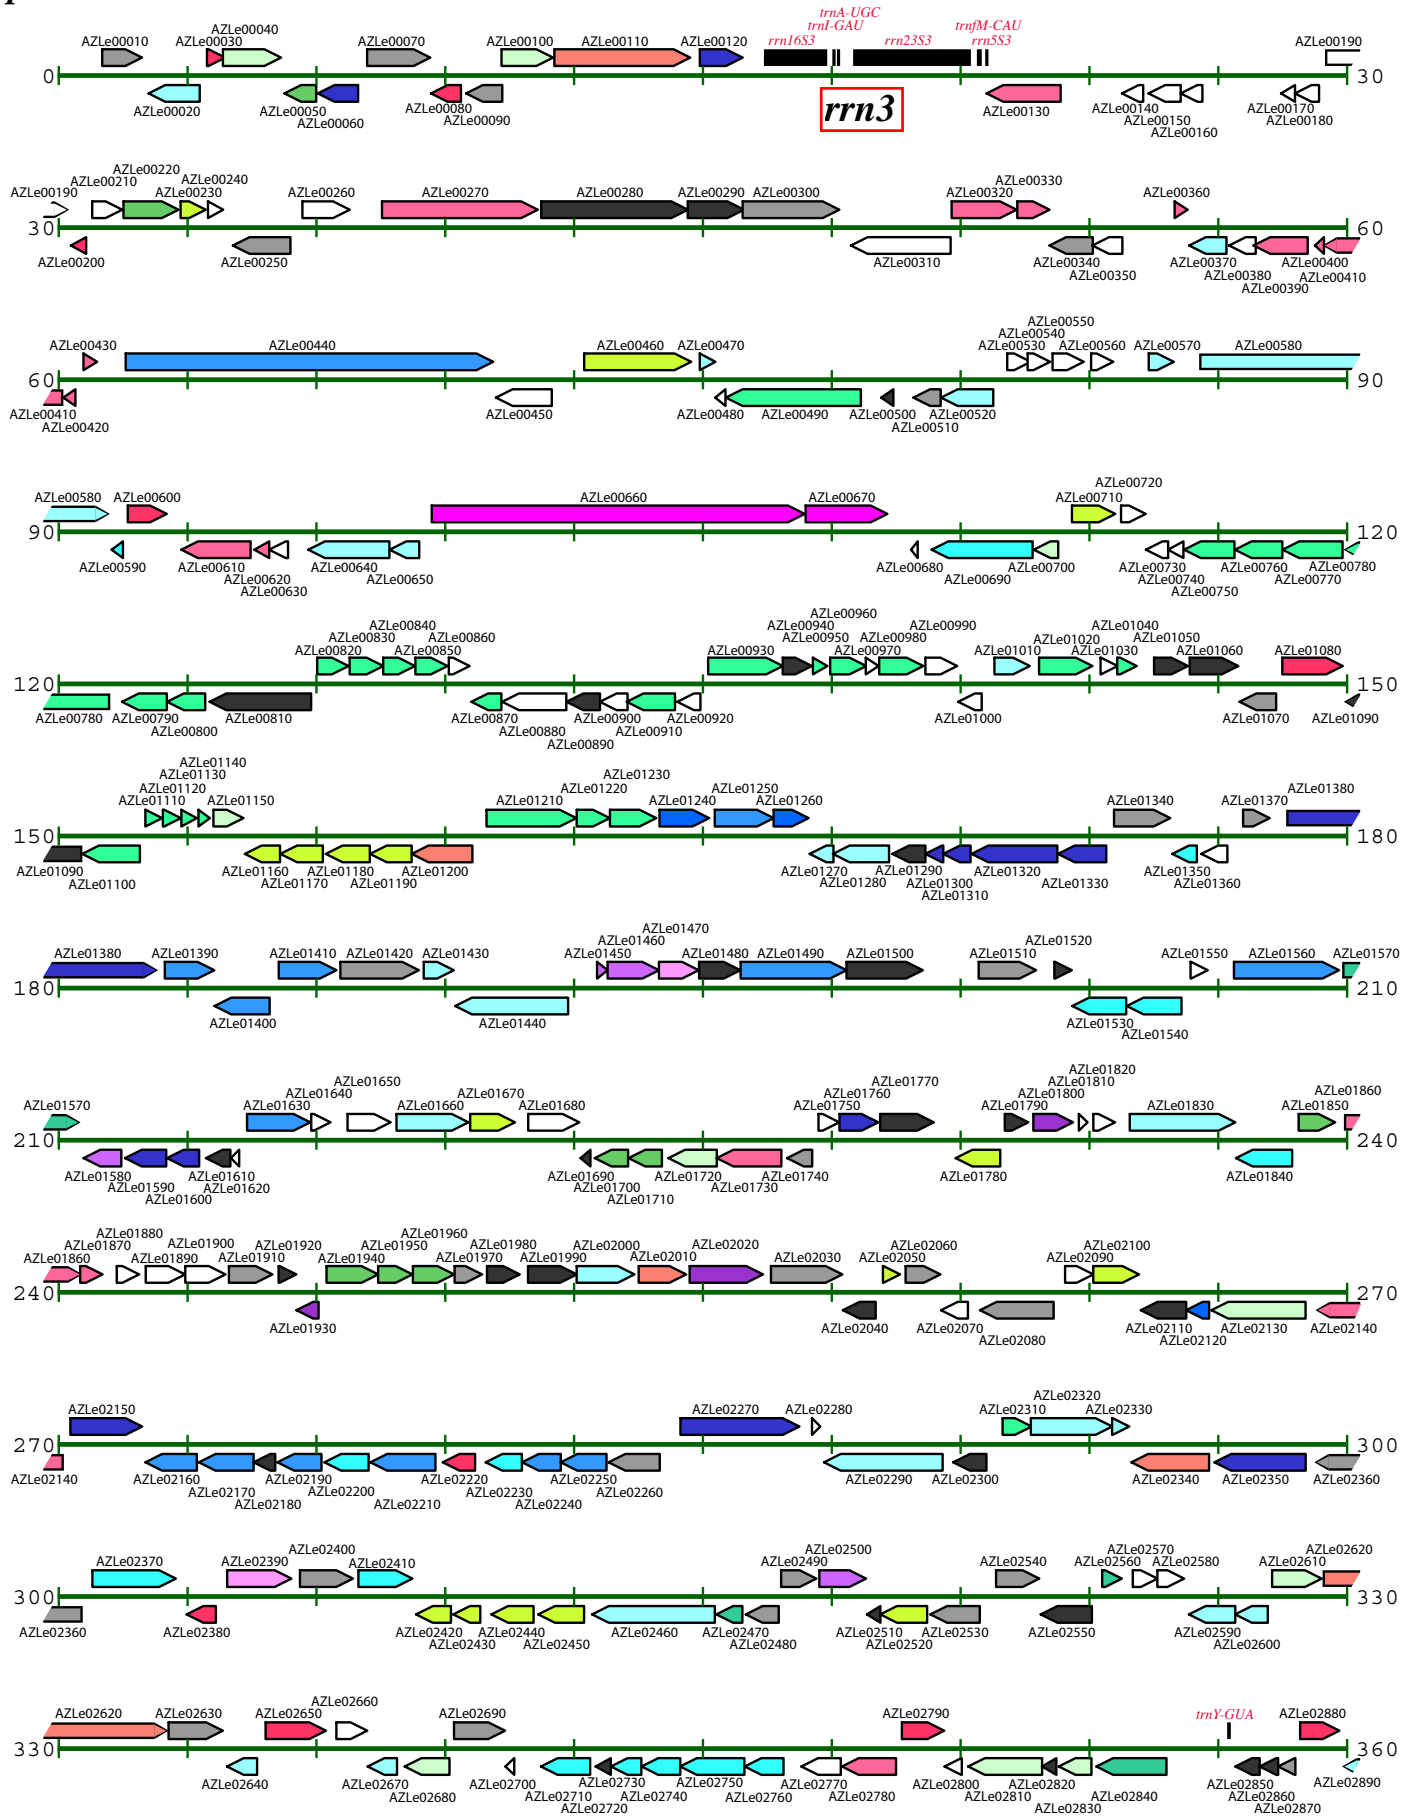 AZLe00040 trnA-UGC
AZLe00010 AZLe00030 AZLe00070 AZLe00100 AZLe00110 AZLe00120 trnI-GAU trnfM-CAU AZLe00190
rrn16S3 rrn23S3 rrn5S3
0 30
AZLe00020 AZLe00050 AZLe00080 rrn3 AZLe00130 AZLe00140 AZLe00170
AZLe00060 AZLe00090 AZLe00150 AZLe00180
AZLe00160
AZLe00220
AZLe00210 AZLe00240 AZLe00330
AZLe00190 AZLe00230 AZLe00260 AZLe00270 AZLe00280 AZLe00290 AZLe00300 AZLe00320 AZLe00360
30 60
AZLe00200 AZLe00250 AZLe00310 AZLe00340 AZLe00370 AZLe00400
AZLe00350 AZLe00380 AZLe00410
AZLe00390
AZLe00550
AZLe00540
AZLe00430 AZLe00440 AZLe00460 AZLe00470 AZLe00530 AZLe00560 AZLe00570 AZLe00580
60 90
AZLe00410 AZLe00450 AZLe00480 AZLe00490 AZLe00500 AZLe00520
AZLe00420 AZLe00510
AZLe00720
AZLe00580 AZLe00600 AZLe00660 AZLe00670 AZLe00710
90 120
AZLe00590 AZLe00610 AZLe00640 AZLe00680 AZLe00700 AZLe00730 AZLe00760 AZLe00780
AZLe00620 AZLe00650 AZLe00690 AZLe00740 AZLe00770
AZLe00630 AZLe00750
AZLe00960
AZLe00840 AZLe00940 AZLe00990 AZLe01040
AZLe00830 AZLe00860 AZLe00950 AZLe00980 AZLe01020 AZLe01050
AZLe00820 AZLe00850 AZLe00930 AZLe00970 AZLe01010 AZLe01030 AZLe01060 AZLe01080
120 150
AZLe00780 AZLe00790 AZLe00810 AZLe00870 AZLe00900 AZLe00920 AZLe01000 AZLe01070 AZLe01090
AZLe00800 AZLe00880 AZLe00910
AZLe00890
AZLe01140
AZLe01130 AZLe01230
AZLe01120 AZLe01220 AZLe01250 AZLe01380
AZLe01110 AZLe01150 AZLe01210 AZLe01240 AZLe01260 AZLe01340 AZLe01370
150 180
AZLe01090 AZLe01160 AZLe01180 AZLe01200 AZLe01270 AZLe01290 AZLe01320 AZLe01350
AZLe01100 AZLe01170 AZLe01190 AZLe01280 AZLe01300 AZLe01330 AZLe01360
AZLe01310
AZLe01470
AZLe01460 AZLe01520
AZLe01380 AZLe01390 AZLe01410 AZLe01420 AZLe01430 AZLe01450 AZLe01480 AZLe01490 AZLe01500 AZLe01510 AZLe01550 AZLe01560 AZLe01570
180 210
AZLe01400 AZLe01440 AZLe01530
AZLe01540
AZLe01820
AZLe01650 AZLe01770 AZLe01810
AZLe01640 AZLe01670 AZLe01760 AZLe01800 AZLe01860
AZLe01570 AZLe01630 AZLe01660 AZLe01680 AZLe01750 AZLe01790 AZLe01830 AZLe01850
210 240
AZLe01580 AZLe01610 AZLe01690 AZLe01720 AZLe01740 AZLe01780 AZLe01840
AZLe01590 AZLe01620 AZLe01700 AZLe01730
AZLe01600 AZLe01710
AZLe01880 AZLe01960
AZLe01870 AZLe01900 AZLe01920 AZLe01950 AZLe01980 AZLe02000 AZLe02020 AZLe02060 AZLe02100
AZLe01860 AZLe01890 AZLe01910 AZLe01940 AZLe01970 AZLe01990 AZLe02010 AZLe02030 AZLe02050 AZLe02090
240 270
AZLe01930 AZLe02040 AZLe02070 AZLe02110 AZLe02130 AZLe02140
AZLe02080 AZLe02120
AZLe02320
AZLe02150 AZLe02270 AZLe02280 AZLe02310 AZLe02330
270 300
AZLe02140 AZLe02160 AZLe02190 AZLe02220 AZLe02250 AZLe02290 AZLe02300 AZLe02340 AZLe02350 AZLe02360
AZLe02170 AZLe02200 AZLe02230 AZLe02260
AZLe02180 AZLe02210 AZLe02240
AZLe02400 AZLe02500 AZLe02570 AZLe02620
AZLe02370 AZLe02390 AZLe02410 AZLe02490 AZLe02540 AZLe02560 AZLe02580 AZLe02610
300 330
AZLe02360 AZLe02380 AZLe02420 AZLe02440 AZLe02460 AZLe02470 AZLe02510 AZLe02530 AZLe02550 AZLe02590
AZLe02430 AZLe02450 AZLe02480 AZLe02520 AZLe02600
AZLe02660
AZLe02620 AZLe02630 AZLe02650 AZLe02690 AZLe02790 trnY-GUA AZLe02880
330 360
AZLe02640 AZLe02670 AZLe02700 AZLe02710 AZLe02730 AZLe02750 AZLe02770 AZLe02800 AZLe02820 AZLe02840 AZLe02850 AZLe02890
AZLe02680 AZLe02720 AZLe02740 AZLe02760 AZLe02780 AZLe02810 AZLe02830 AZLe02860
AZLe02870